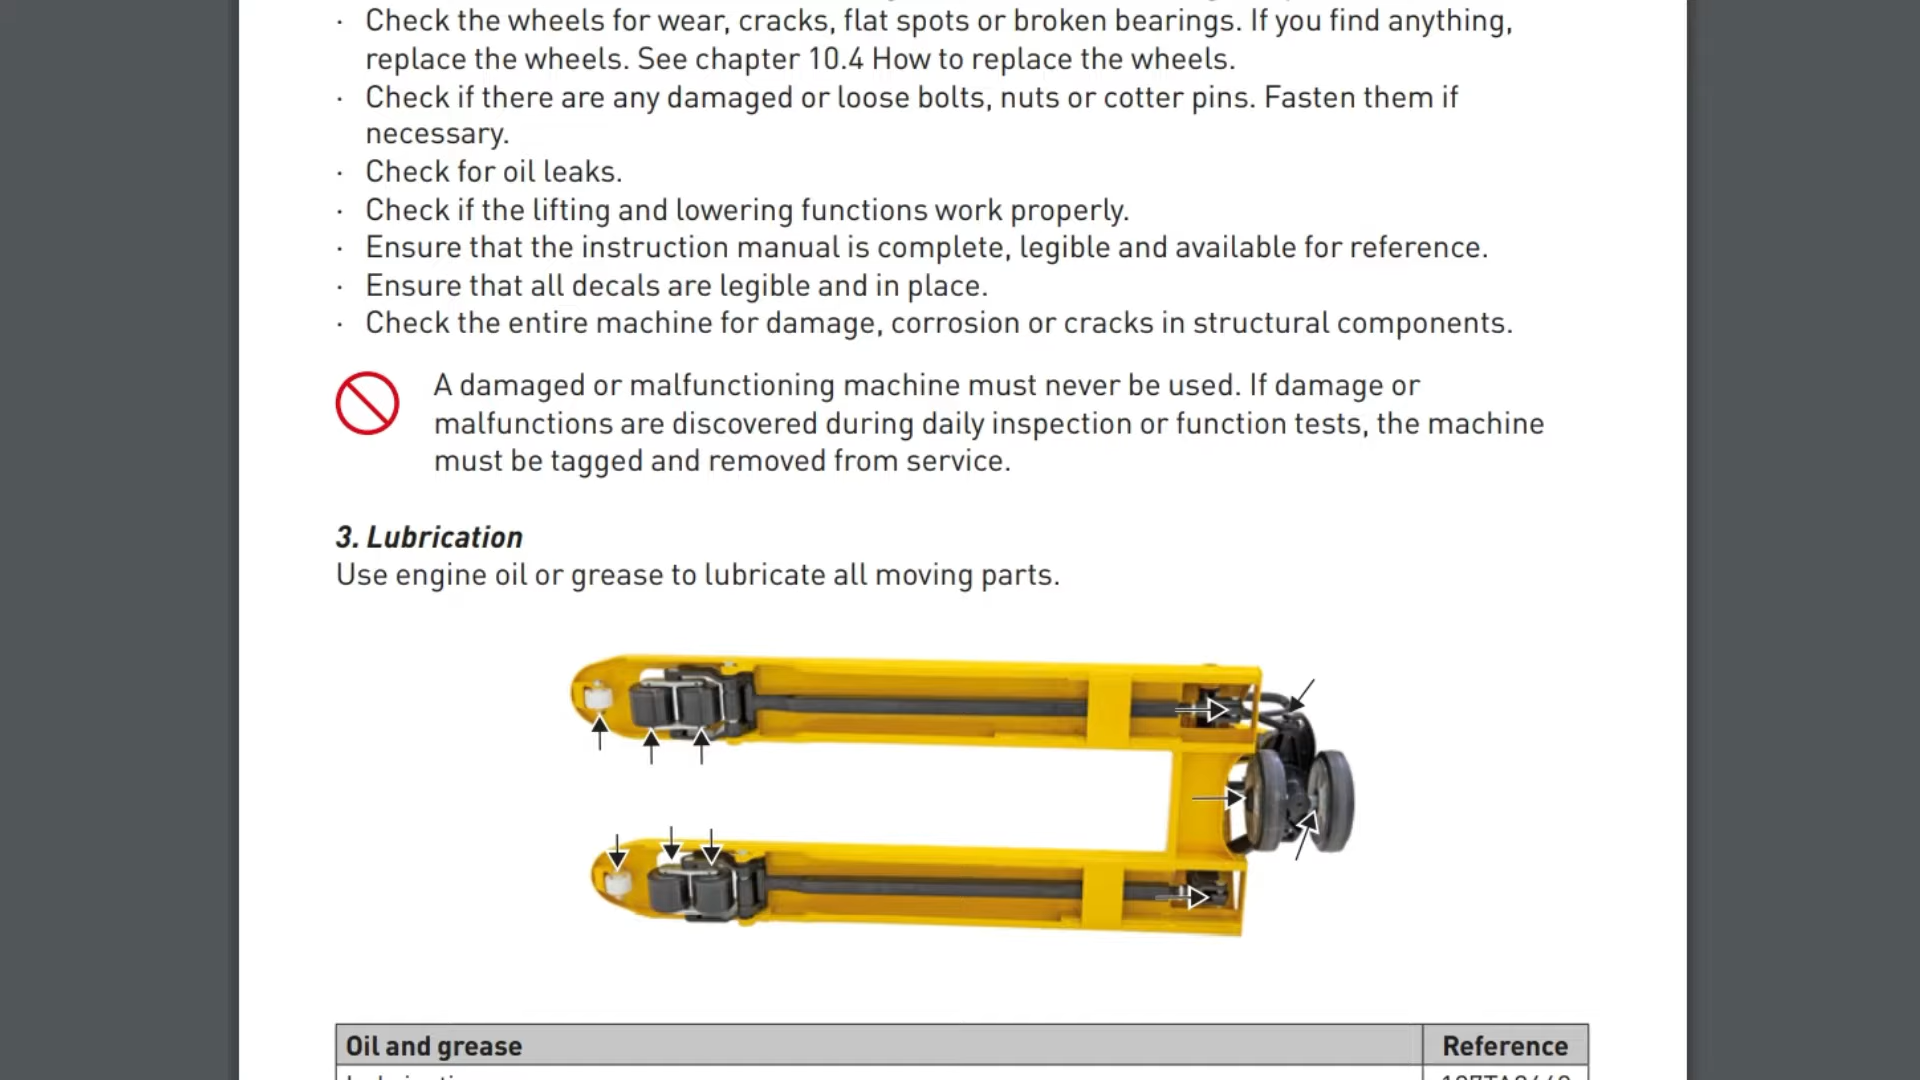 · Check the wheels for wear, cracks, flat spots or broken bearings. If you find anything,
replace the wheels. See chapter 10.4 How to replace the wheels.
· Check if there are any damaged or loose bolts, nuts or cotter pins. Fasten them if
necessary.
· Check for oil leaks.
· Check if the lifting and lowering functions work properly.
· Ensure that the instruction manual is complete, legible and available for reference.
· Ensure that all decals are legible and in place.
· Check the entire machine for damage, corrosion or cracks in structural components.
A damaged or malfunctioning machine must never be used. If damage or
malfunctions are discovered during daily inspection or function tests, the machine
must be tagged and removed from service.
3. Lubrication
Use engine oil or grease to lubricate all moving parts.
Oil and grease Reference